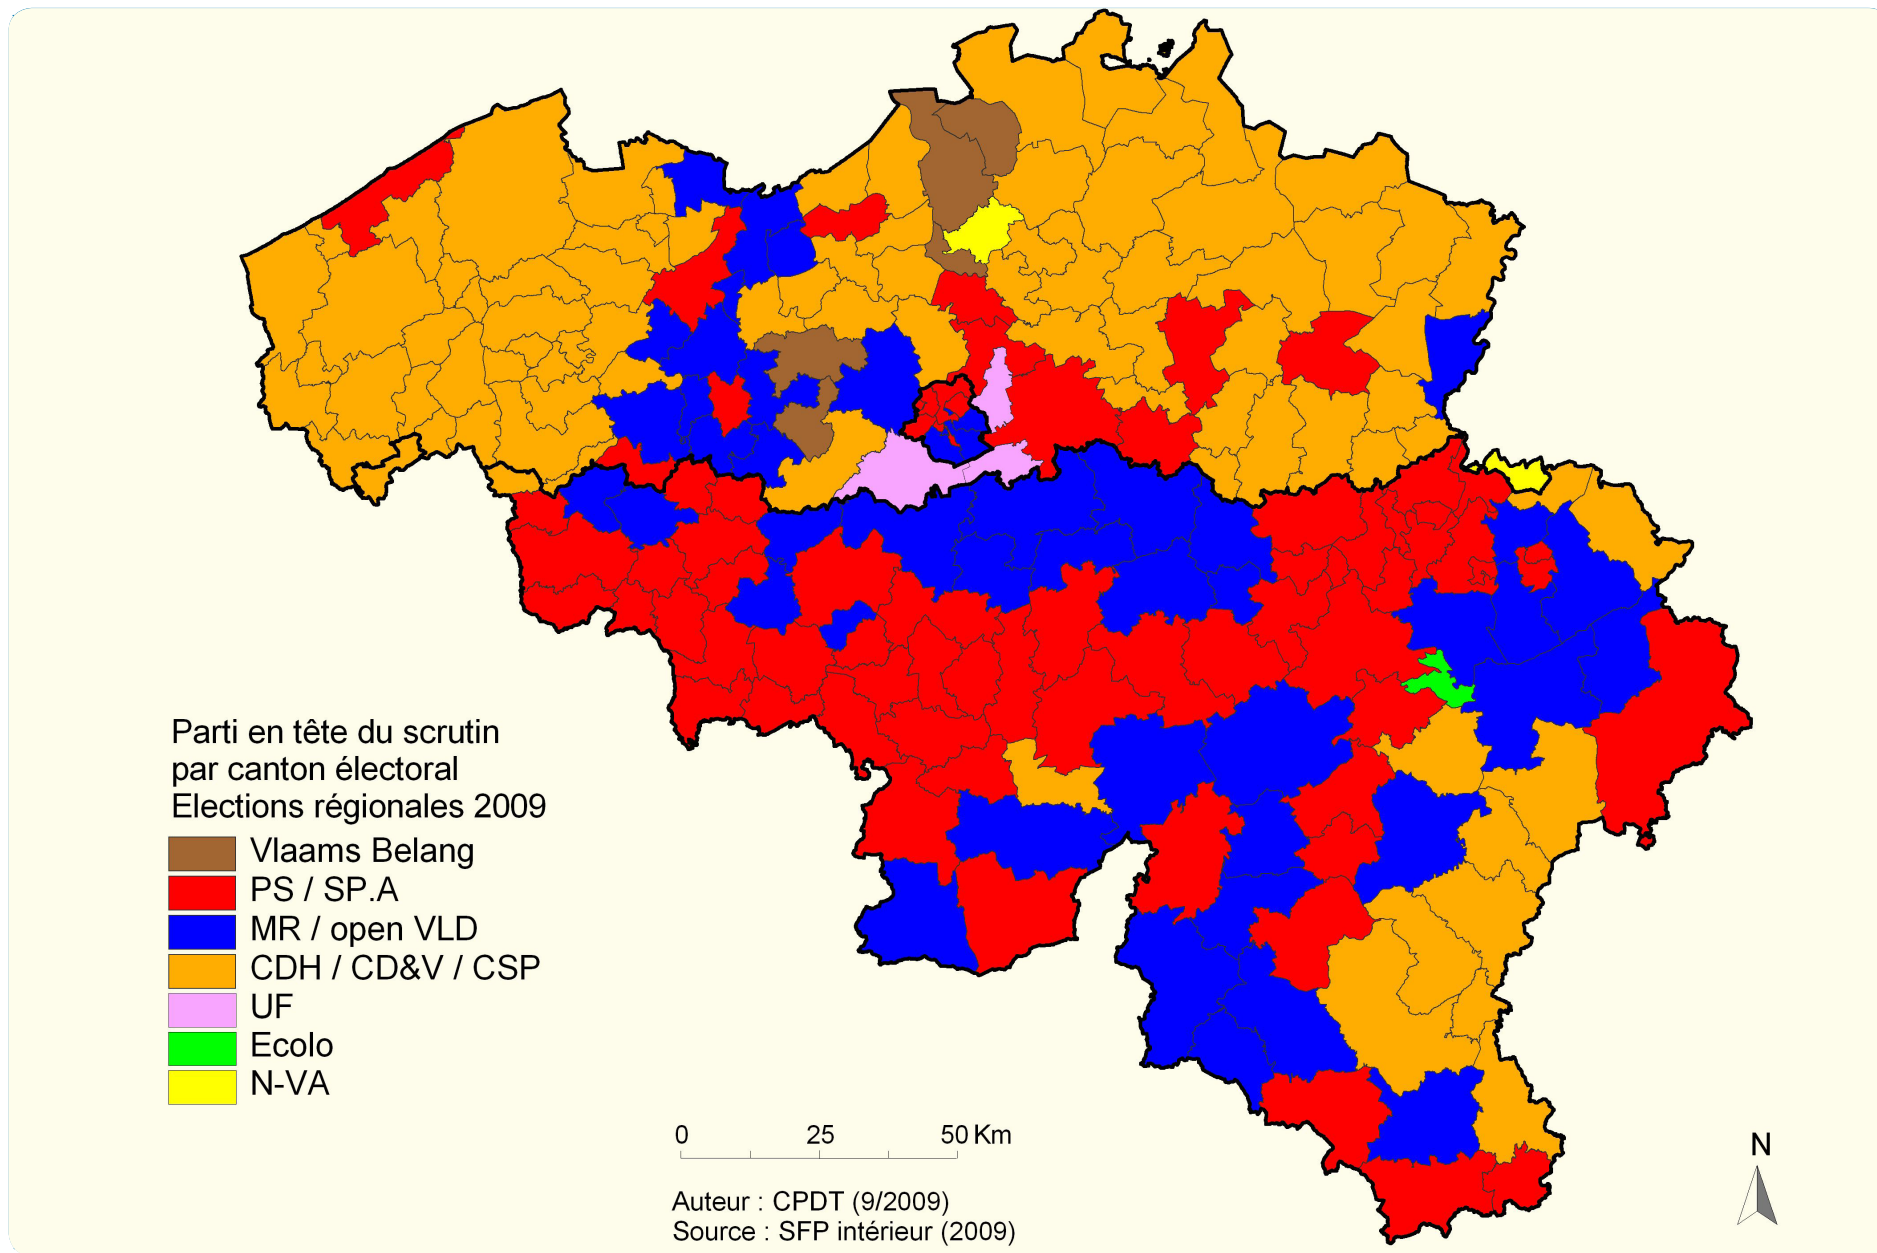 Parti en tête du scrutin
par canton électoral
Elections régionales 2009
Vlaams Belang
PS / SP.A
MR / open VLD
CDH / CD&V / CSP
UF
Ecolo
N-VA
0 25 50 Km
Auteur : CPDT (9/2009)
Source : SFP intérieur (2009)
N